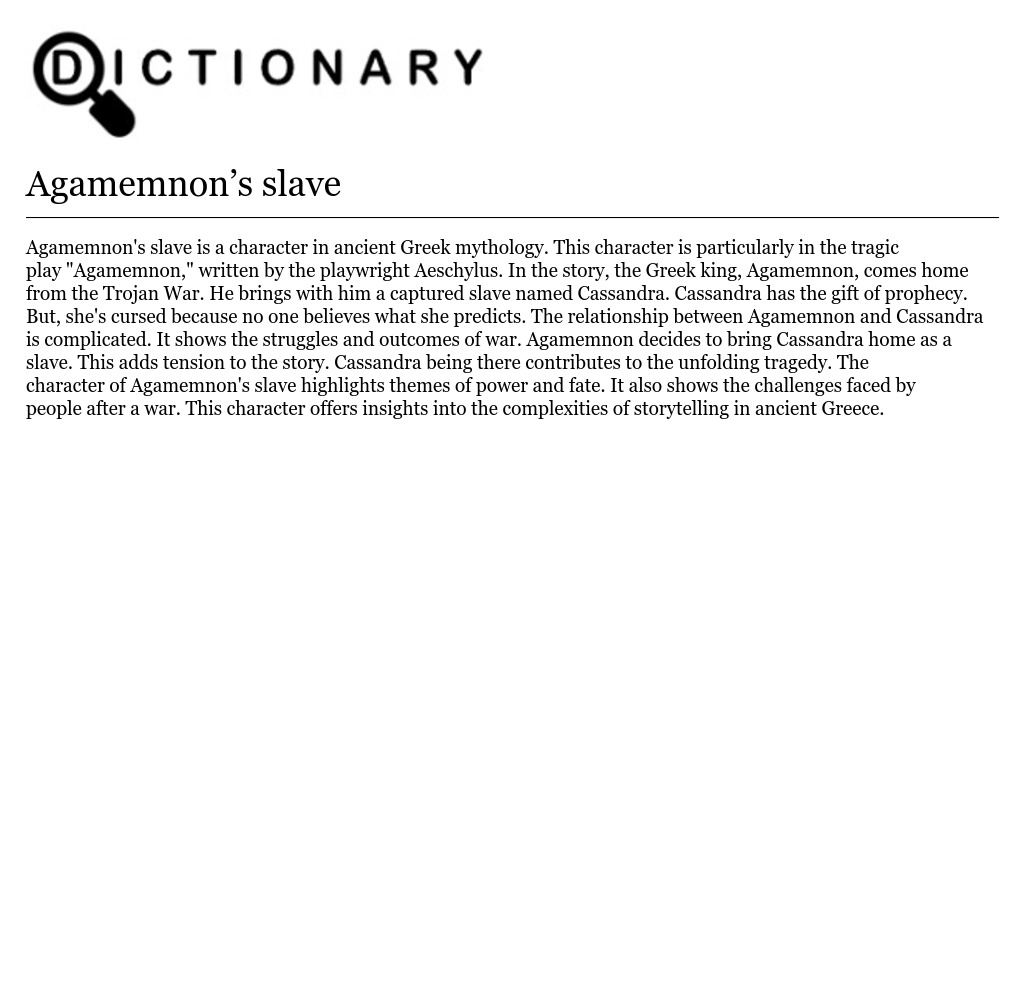 DICTIONARY
Agamemnon’s slave
Agamemnon's slave is a character in ancient Greek mythology. This character is particularly in the tragic
play "Agamemnon," written by the playwright Aeschylus. In the story, the Greek king, Agamemnon, comes home
from the Trojan War. He brings with him a captured slave named Cassandra. Cassandra has the gift of prophecy.
But, she's cursed because no one believes what she predicts. The relationship between Agamemnon and Cassandra
is complicated. It shows the struggles and outcomes of war. Agamemnon decides to bring Cassandra home as a
slave. This adds tension to the story. Cassandra being there contributes to the unfolding tragedy. The
character of Agamemnon's slave highlights themes of power and fate. It also shows the challenges faced by
people after a war. This character offers insights into the complexities of storytelling in ancient Greece.